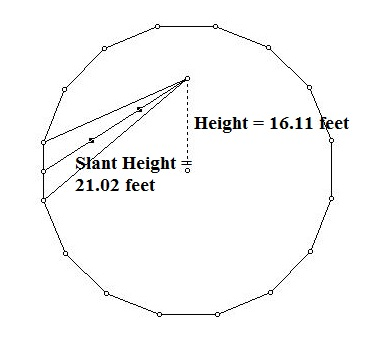 Height = 16.11 feet
Slant Height =
21.02 feet